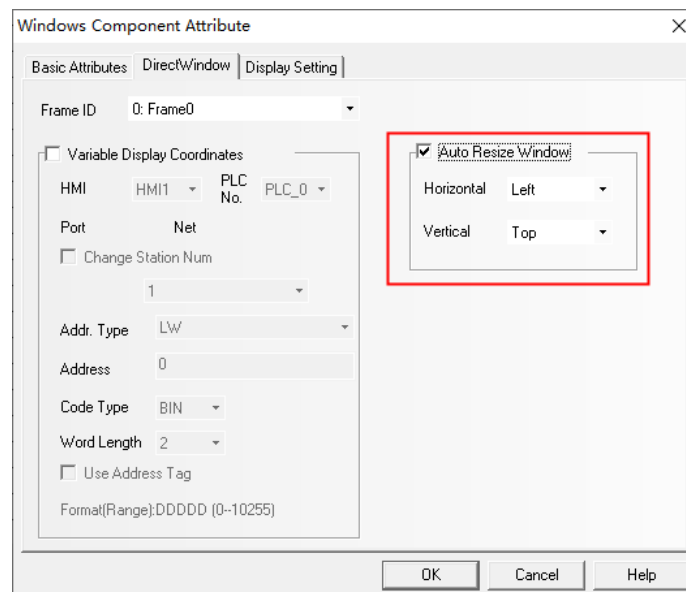 Windows Component Attribute
Basic Attributes DirectWindow Display Setting
Frame ID 0: Frame0
Variable Display Coordinates
HMI HMI1 PLC No. PLC_0
Port Net
Change Station Num
1
Addr. Type LW
Address 0
Code Type BIN
Word Length 2
Use Address Tag
Format(Range):DDDDD (0--10255)
Auto Resize Window
Horizontal Left
Vertical Top
OK Cancel Help